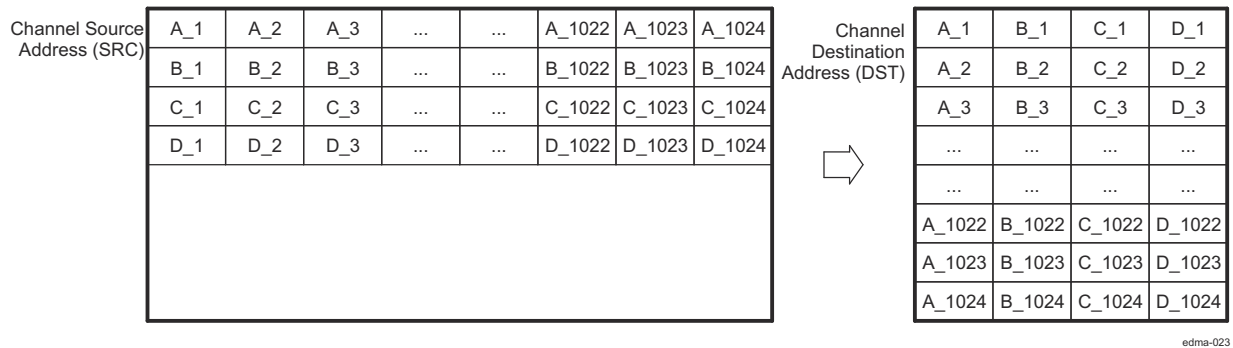 Channel Source
Address (SRC)
A_1 A_2 A_3 ... ... A_1022 A_1023 A_1024
B_1 B_2 B_3 ... ... B_1022 B_1023 B_1024
C_1 C_2 C_3 ... ... C_1022 C_1023 C_1024
D_1 D_2 D_3 ... ... D_1022 D_1023 D_1024
Channel
Destination
Address (DST)
A_1 B_1 C_1 D_1
A_2 B_2 C_2 D_2
A_3 B_3 C_3 D_3
... ... ... ...
... ... ... ...
A_1022 B_1022 C_1022 D_1022
A_1023 B_1023 C_1023 D_1023
A_1024 B_1024 C_1024 D_1024
edma-023